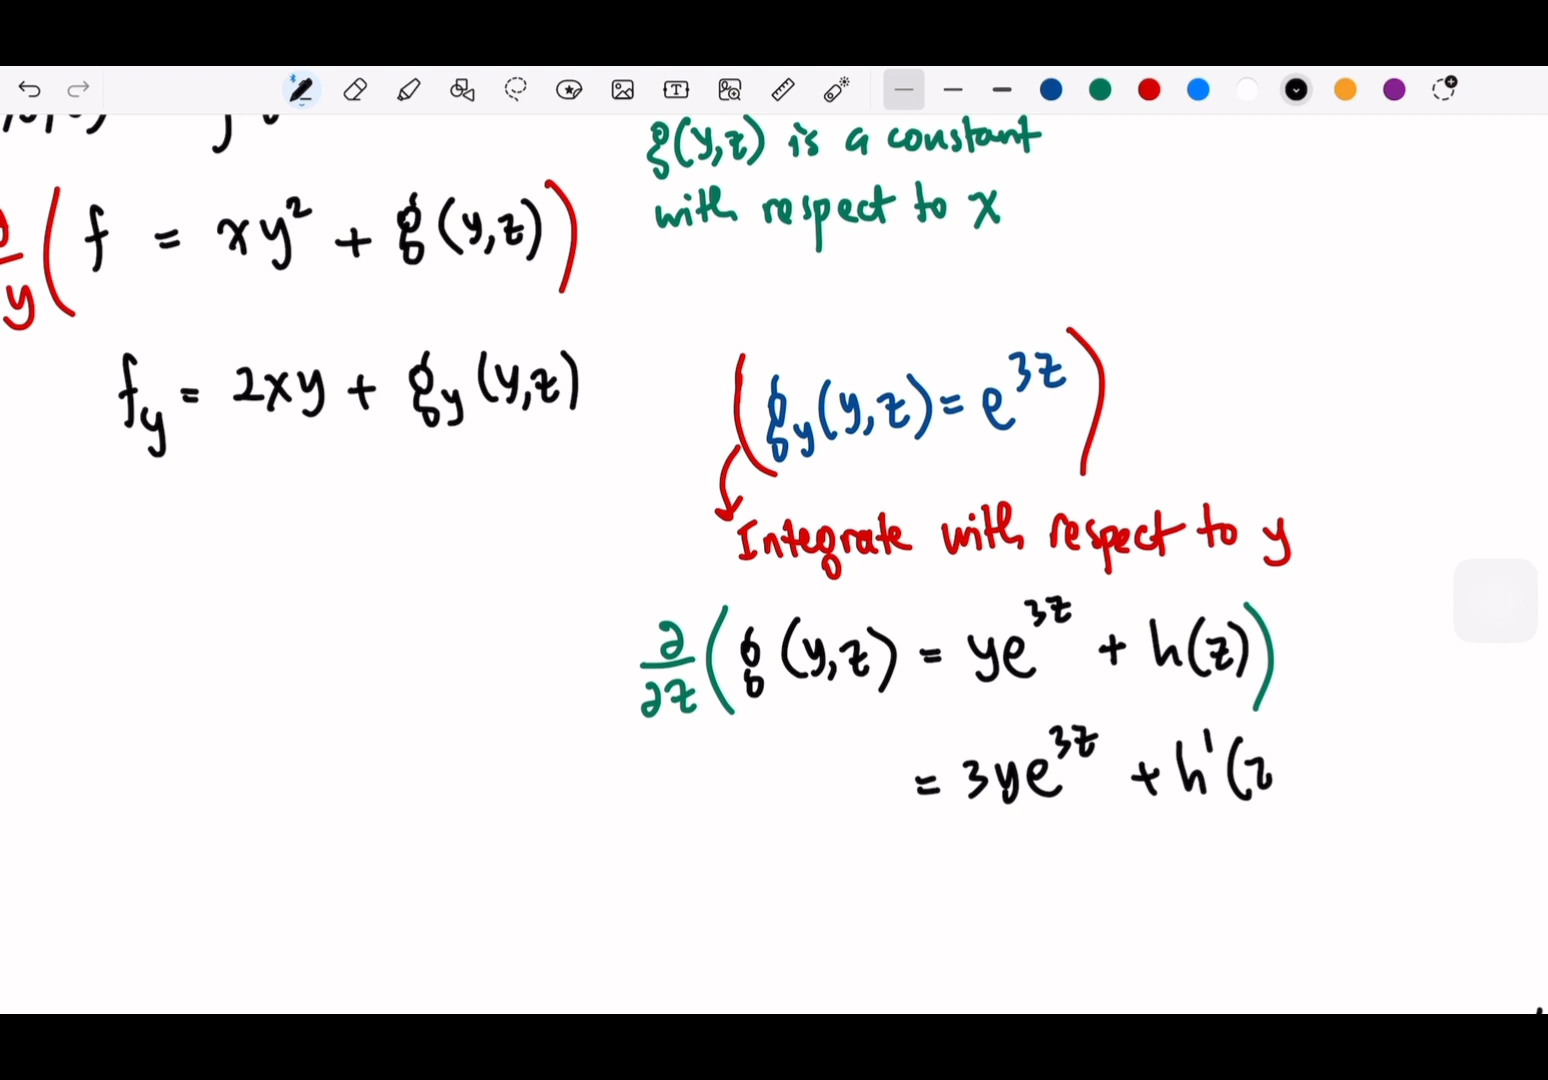 g(y,z) is a constant
with respect to x
y ( f = xy² + g(y,z) )
f_y = 2xy + g_y(y,z)
( g_y(y,z) = e^{3z} )
Integrate with respect to y
∂/∂z ( g(y,z) = ye^{3z} + h(z) )
= 3ye^{3z} + h'(z